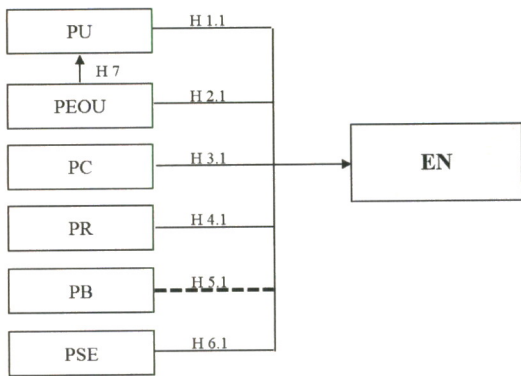 PU
H 1.1
H 7
PEOU
H 2.1
PC
H 3.1
EN
PR
H 4.1
PB
H 5.1
PSE
H 6.1